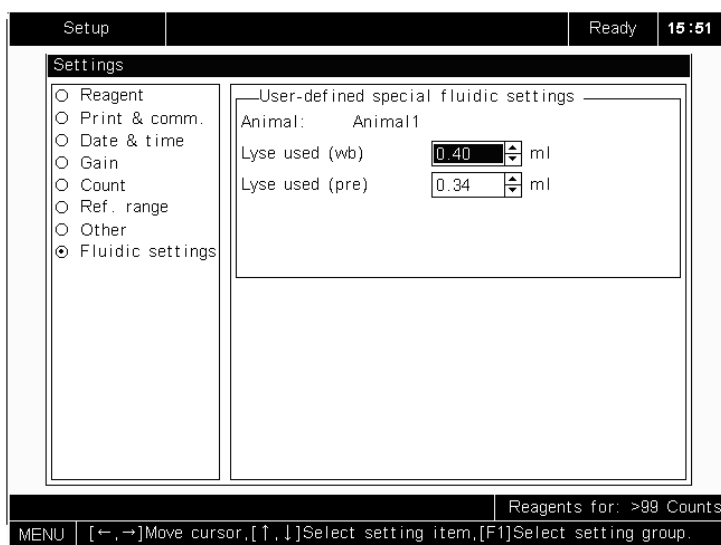 Setup Ready 15:51
Settings
Reagent
Print & comm.
Date & time
Gain
Count
Ref. range
Other
Fluidic settings
User-defined special fluidic settings
Animal: Animal1
Lyse used (wb) 0.40 ml
Lyse used (pre) 0.34 ml
Reagents for: >99 Counts
MENU [←,→]Move cursor,[↑,↓]Select setting item,[F1]Select setting group.